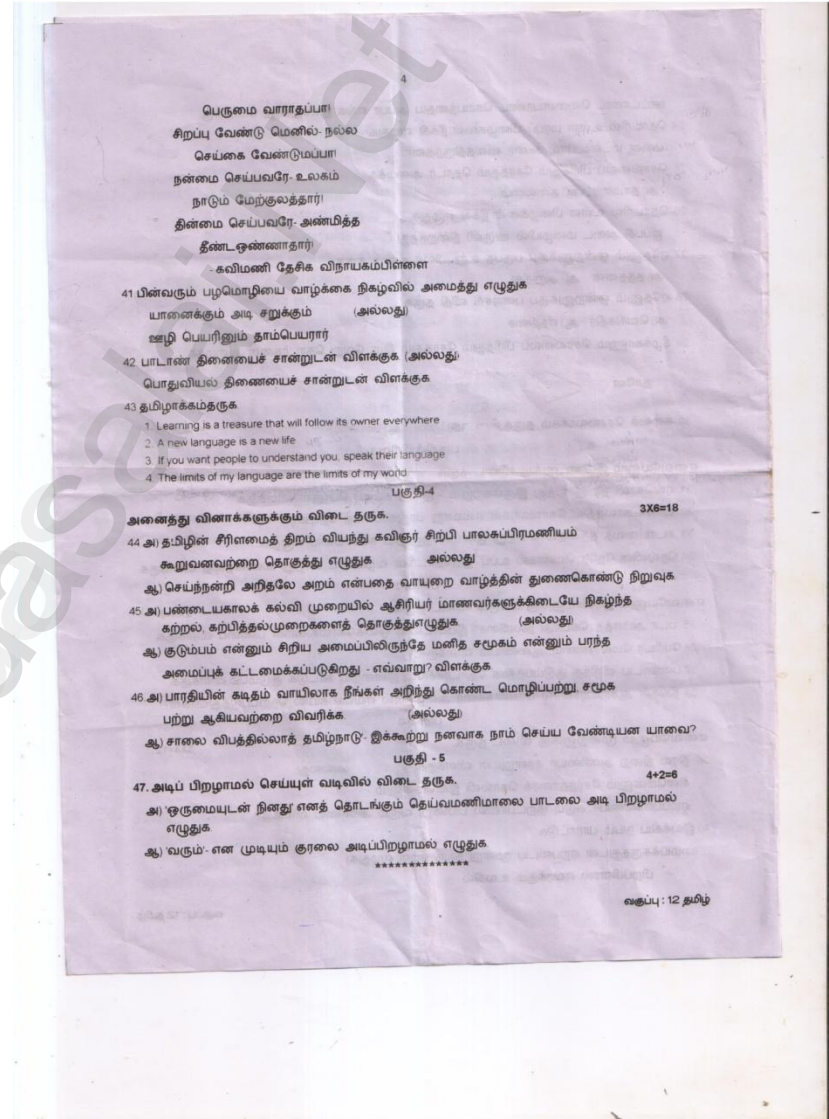 4
பெருமை வாராதப்பா!
சிறப்பு வேண்டு மெனில்- நல்ல
செய்கை வேண்டுமப்பா!
நன்மை செய்பவரே- உலகம்
நாடும் மேற்குலத்தார்!
தின்மை செய்பவரே- அண்மித்த
தீண்டஒண்ணாதார்!
- கவிமணி தேசிக விநாயகம்பிள்ளை
41 பின்வரும் பழமொழியை வாழ்க்கை நிகழ்வில் அமைத்து எழுதுக
யானைக்கும் அடி சறுக்கும் (அல்லது)
ஊழி பெயரினும் தாம்பெயரார்
42 பாடாண் தினையைச் சான்றுடன் விளக்குக (அல்லது)
பொதுவியல் திணையைச் சான்றுடன் விளக்குக
43 தமிழாக்கம்தருக
1. Learning is a treasure that will follow its owner everywhere
2. A new language is a new life
3. If you want people to understand you, speak their language
4. The limits of my language are the limits of my world
பகுதி-4
அனைத்து வினாக்களுக்கும் விடை தருக. 3X6=18
44 அ) தமிழின் சீரிளமைத் திறம் வியந்து கவிஞர் சிற்பி பாலசுப்பிரமணியம்
கூறுவனவற்றை தொகுத்து எழுதுக அல்லது
ஆ) செய்ந்நன்றி அறிதலே அறம் என்பதை வாயுறை வாழ்த்தின் துணைகொண்டு நிறுவுக
45 அ) பண்டையகாலக் கல்வி முறையில் ஆசிரியர் மாணவர்களுக்கிடையே நிகழ்ந்த
கற்றல், கற்பித்தல்முறைகளைத் தொகுத்துஎழுதுக (அல்லது)
ஆ) குடும்பம் என்னும் சிறிய அமைப்பிலிருந்தே மனித சமூகம் என்னும் பரந்த
அமைப்புக் கட்டமைக்கப்படுகிறது - எவ்வாறு? விளக்குக
46 அ) பாரதியின் கடிதம் வாயிலாக நீங்கள் அறிந்து கொண்ட மொழிப்பற்று சமூக
பற்று ஆகியவற்றை விவரிக்க (அல்லது)
ஆ) சாலை விபத்தில்லாத் தமிழ்நாடு'- இக்கூற்று நனவாக நாம் செய்ய வேண்டியன யாவை?
பகுதி - 5
47. அடிப் பிறழாமல் செய்யுள் வடிவில் விடை தருக. 4+2=6
அ) 'ஒருமையுடன் நினது' எனத் தொடங்கும் தெய்வமணிமாலை பாடலை அடி பிறழாமல்
எழுதுக
ஆ) 'வரும்'- என முடியும் குரலை அடிப்பிறழாமல் எழுதுக
**************
வகுப்பு : 12 தமிழ்